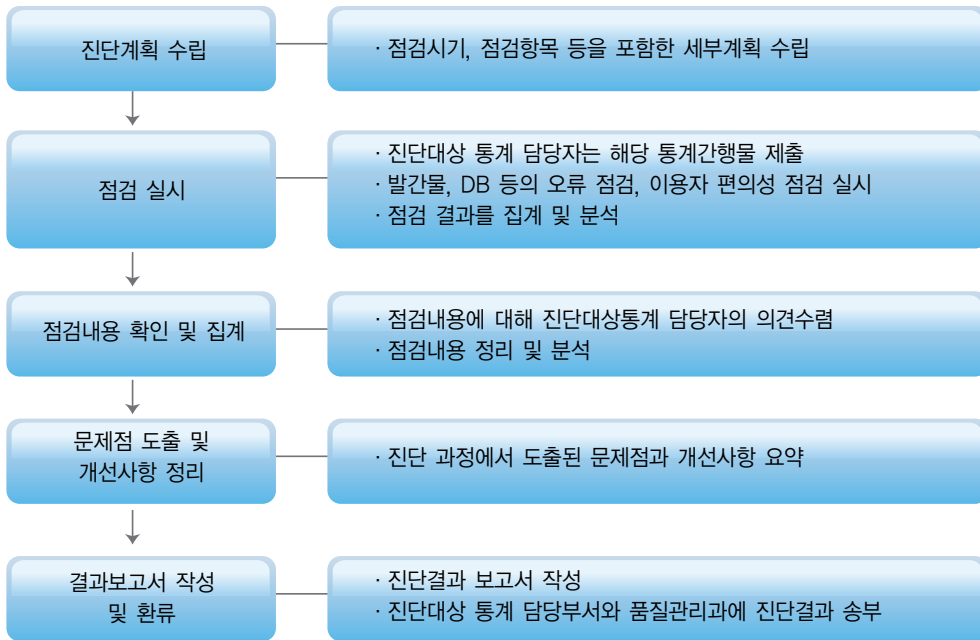 진단계획 수립
· 점검시기, 점검항목 등을 포함한 세부계획 수립
점검 실시
· 진단대상 통계 담당자는 해당 통계간행물 제출
· 발간물, DB 등의 오류 점검, 이용자 편의성 점검 실시
· 점검 결과를 집계 및 분석
점검내용 확인 및 집계
· 점검내용에 대해 진단대상통계 담당자의 의견수렴
· 점검내용 정리 및 분석
문제점 도출 및
개선사항 정리
· 진단 과정에서 도출된 문제점과 개선사항 요약
결과보고서 작성
및 환류
· 진단결과 보고서 작성
· 진단대상 통계 담당부서와 품질관리과에 진단결과 송부